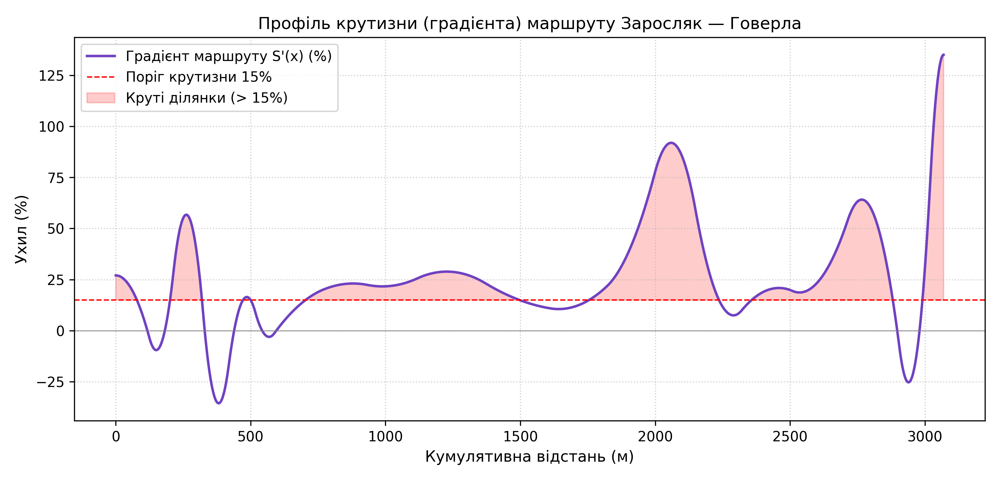 Профіль крутизни (градієнта) маршруту Заросляк — Говерла
Градієнт маршруту S'(x) (%)
Поріг крутизни 15%
Круті ділянки (> 15%)
Ухил (%)
125
100
75
50
25
0
−25
0 500 1000 1500 2000 2500 3000
Кумулятивна відстань (м)